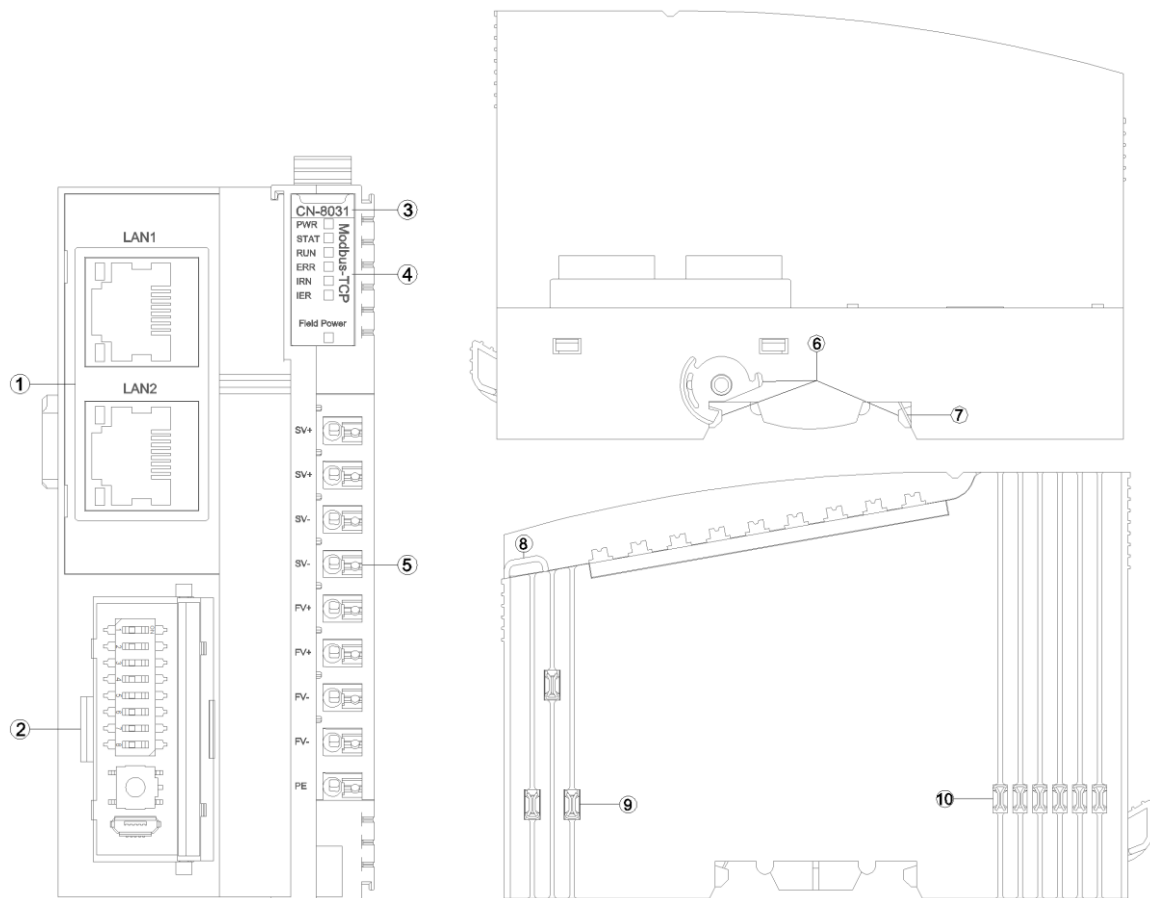 LAN1
LAN2
1
2
CN-8031
PWR
STAT
RUN
ERR
IRN
IER
Modbus-TCP
Field Power
3
4
SV+
SV+
SV-
SV-
FV+
FV+
FV-
FV-
PE
5
6
7
8
9
10